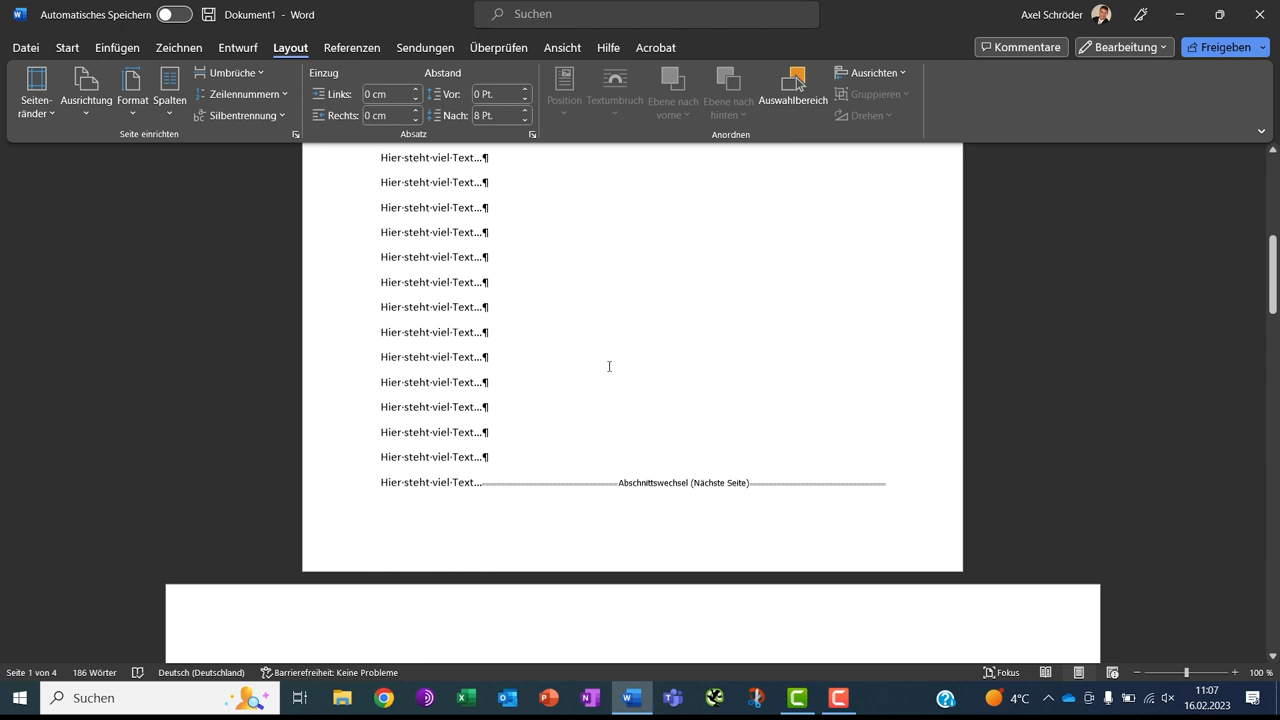 Automatisches Speichern Dokument1 - Word Suchen Axel Schröder
Datei Start Einfügen Zeichnen Entwurf Layout Referenzen Sendungen Überprüfen Ansicht Hilfe Acrobat Kommentare Bearbeitung Freigeben
Umbrüche Einzug Abstand Ausrichten
Seiten-
ränder Ausrichtung Format Spalten Zeilennummern Links: 0 cm Vor: 0 Pt. Position Textumbruch Ebene nach
vorne Ebene nach
hinten Auswahlbereich Gruppieren
Silbentrennung Rechts: 0 cm Nach: 8 Pt. Drehen
Seite einrichten Absatz Anordnen
Hier·steht·viel·Text...¶
Hier·steht·viel·Text...¶
Hier·steht·viel·Text...¶
Hier·steht·viel·Text...¶
Hier·steht·viel·Text...¶
Hier·steht·viel·Text...¶
Hier·steht·viel·Text...¶
Hier·steht·viel·Text...¶
Hier·steht·viel·Text...¶
Hier·steht·viel·Text...¶
Hier·steht·viel·Text...¶
Hier·steht·viel·Text...¶
Hier·steht·viel·Text...¶
Hier·steht·viel·Text... Abschnittswechsel (Nächste Seite)
Seite 1 von 4 186 Wörter Deutsch (Deutschland) Barrierefreiheit: Keine Probleme Fokus 100 %
Suchen 4°C 11:07
16.02.2023